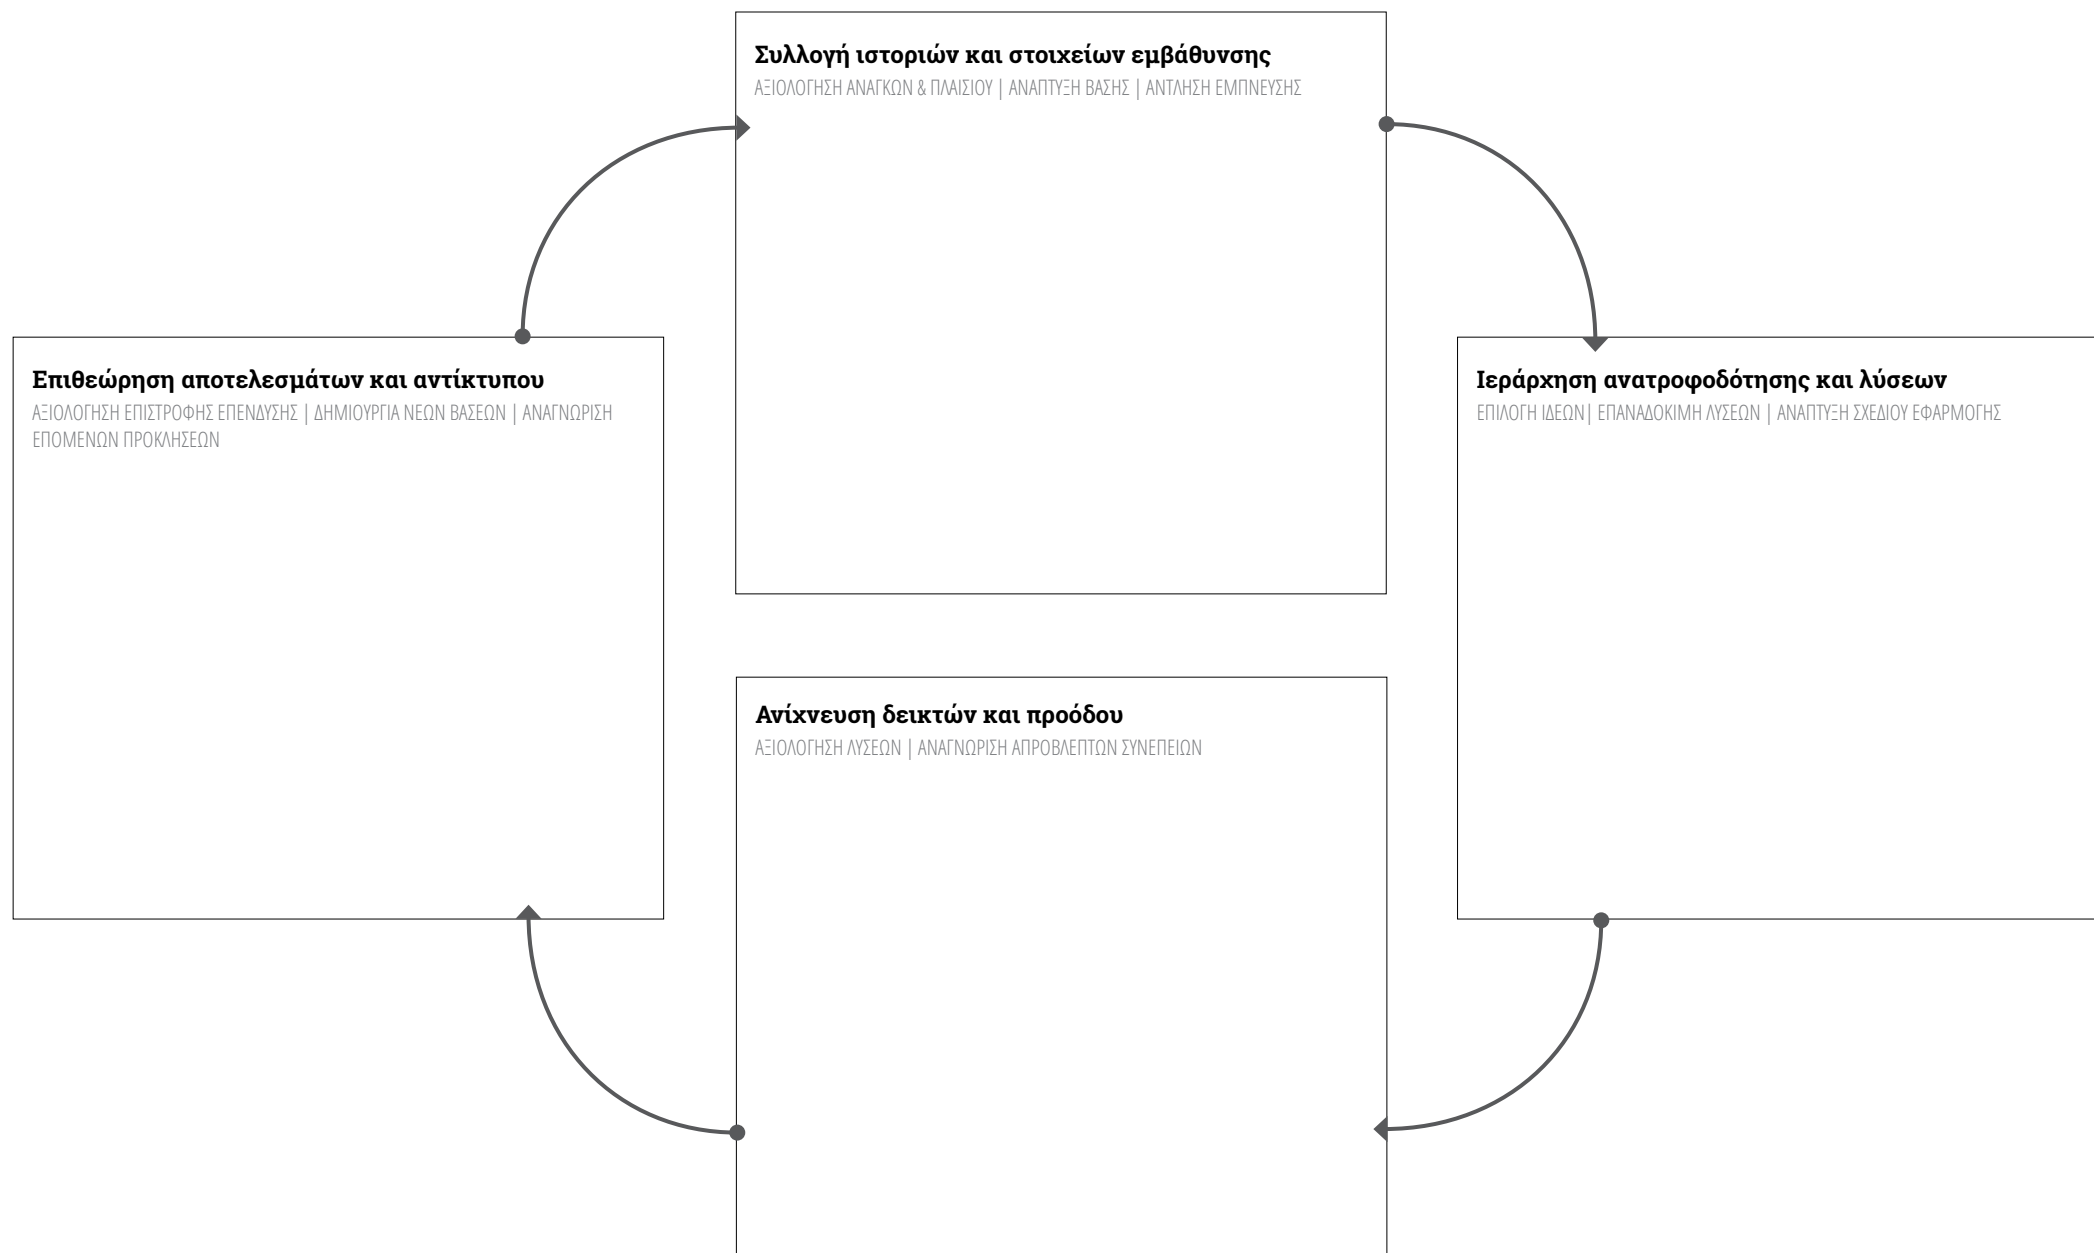 Συλλογή ιστοριών και στοιχείων εμβάθυνσης
ΑΞΙΟΛΟΓΗΣΗ ΑΝΑΓΚΩΝ & ΠΛΑΙΣΙΟΥ | ΑΝΑΠΤΥΞΗ ΒΑΣΗΣ | ΑΝΤΛΗΣΗ ΕΜΠΝΕΥΣΗΣ
Επιθεώρηση αποτελεσμάτων και αντίκτυπου
ΑΞΙΟΛΟΓΗΣΗ ΕΠΙΣΤΡΟΦΗΣ ΕΠΕΝΔΥΣΗΣ | ΔΗΜΙΟΥΡΓΙΑ ΝΕΩΝ ΒΑΣΕΩΝ | ΑΝΑΓΝΩΡΙΣΗ
ΕΠΟΜΕΝΩΝ ΠΡΟΚΛΗΣΕΩΝ
Ιεράρχηση ανατροφοδότησης και λύσεων
ΕΠΙΛΟΓΗ ΙΔΕΩΝ| ΕΠΑΝΑΔΟΚΙΜΗ ΛΥΣΕΩΝ | ΑΝΑΠΤΥΞΗ ΣΧΕΔΙΟΥ ΕΦΑΡΜΟΓΗΣ
Ανίχνευση δεικτών και προόδου
ΑΞΙΟΛΟΓΗΣΗ ΛΥΣΕΩΝ | ΑΝΑΓΝΩΡΙΣΗ ΑΠΡΟΒΛΕΠΤΩΝ ΣΥΝΕΠΕΙΩΝ